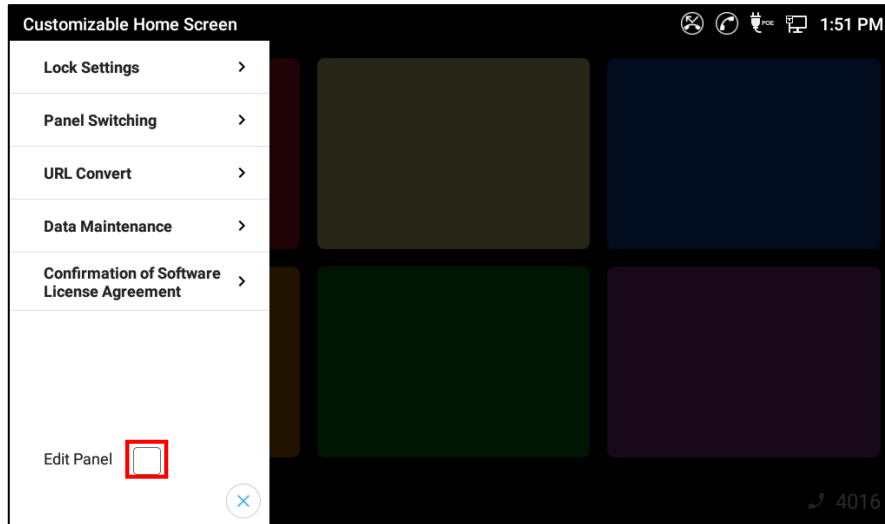 Customizable Home Screen
POE 1:51 PM
Lock Settings
Panel Switching
URL Convert
Data Maintenance
Confirmation of Software
License Agreement
Edit Panel
4016